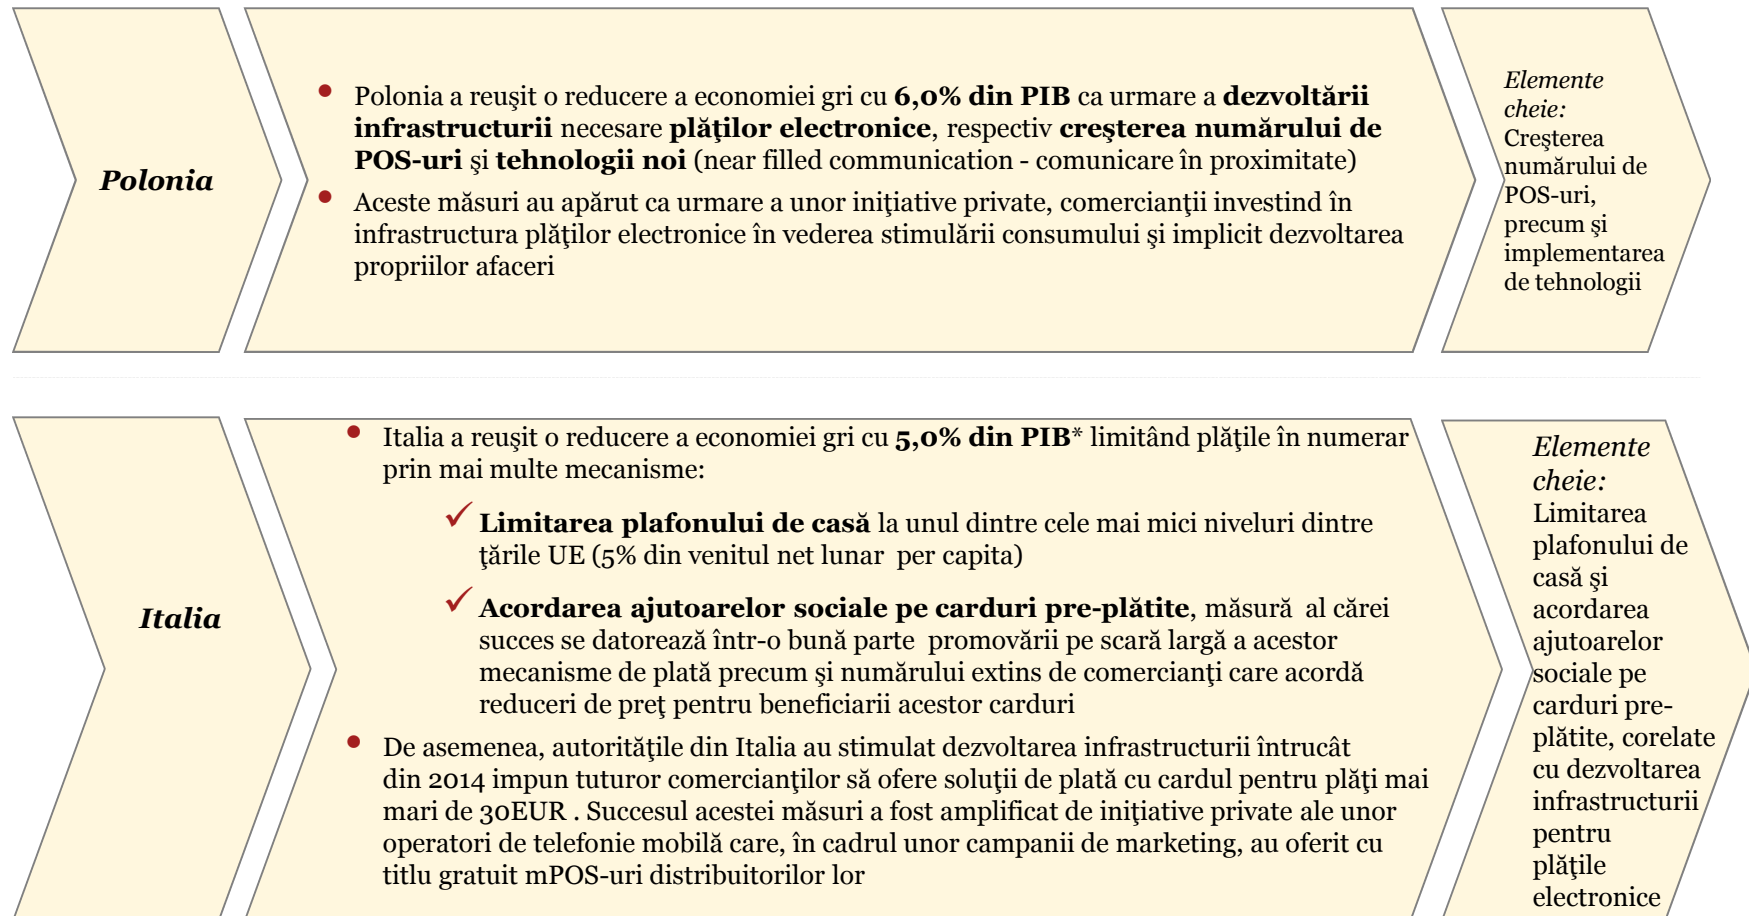 Polonia
• Polonia a reuşit o reducere a economiei gri cu 6,0% din PIB ca urmare a dezvoltării
infrastructurii necesare plăţilor electronice, respectiv creşterea numărului de
POS-uri şi tehnologii noi (near filled communication - comunicare în proximitate)
• Aceste măsuri au apărut ca urmare a unor iniţiative private, comercianţii investind în
infrastructura plăţilor electronice în vederea stimulării consumului şi implicit dezvoltarea
propriilor afaceri
Elemente
cheie:
Creşterea
numărului de
POS-uri,
precum şi
implementarea
de tehnologii
Italia
• Italia a reuşit o reducere a economiei gri cu 5,0% din PIB* limitând plăţile în numerar
prin mai multe mecanisme:
✓ Limitarea plafonului de casă la unul dintre cele mai mici niveluri dintre
ţările UE (5% din venitul net lunar per capita)
✓ Acordarea ajutoarelor sociale pe carduri pre-plătite, măsură al cărei
succes se datorează într-o bună parte promovării pe scară largă a acestor
mecanisme de plată precum şi numărului extins de comercianţi care acordă
reduceri de preţ pentru beneficiarii acestor carduri
• De asemenea, autorităţile din Italia au stimulat dezvoltarea infrastructurii întrucât
din 2014 impun tuturor comercianţilor să ofere soluţii de plată cu cardul pentru plăţi mai
mari de 30EUR . Succesul acestei măsuri a fost amplificat de iniţiative private ale unor
operatori de telefonie mobilă care, în cadrul unor campanii de marketing, au oferit cu
titlu gratuit mPOS-uri distribuitorilor lor
Elemente
cheie:
Limitarea
plafonului de
casă şi
acordarea
ajutoarelor
sociale pe
carduri pre-
plătite, corelate
cu dezvoltarea
infrastructurii
pentru
plăţile
electronice